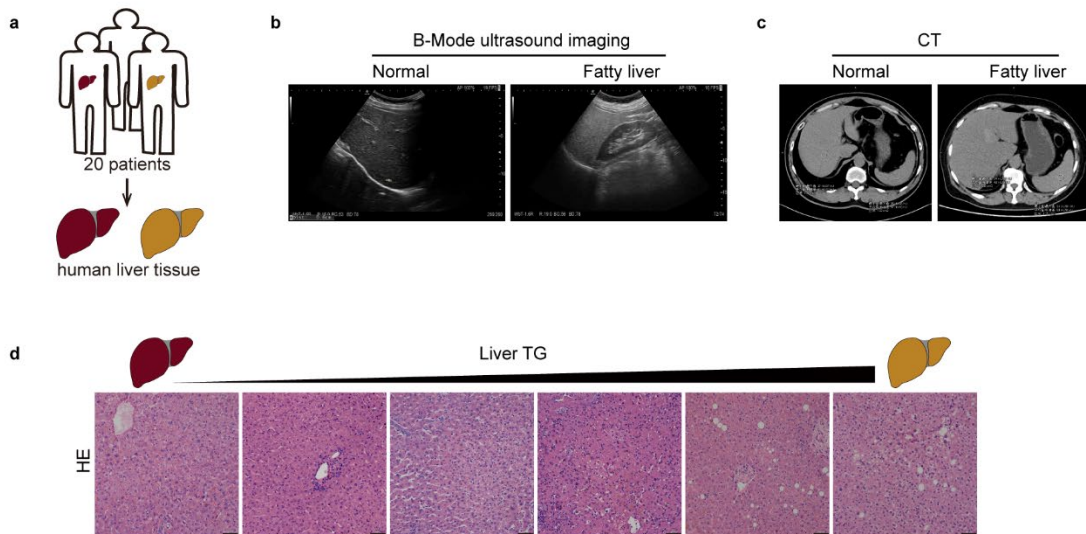 a
20 patients
human liver tissue
b
B-Mode ultrasound imaging
Normal
Fatty liver
c
CT
Normal
Fatty liver
d
Liver TG
HE